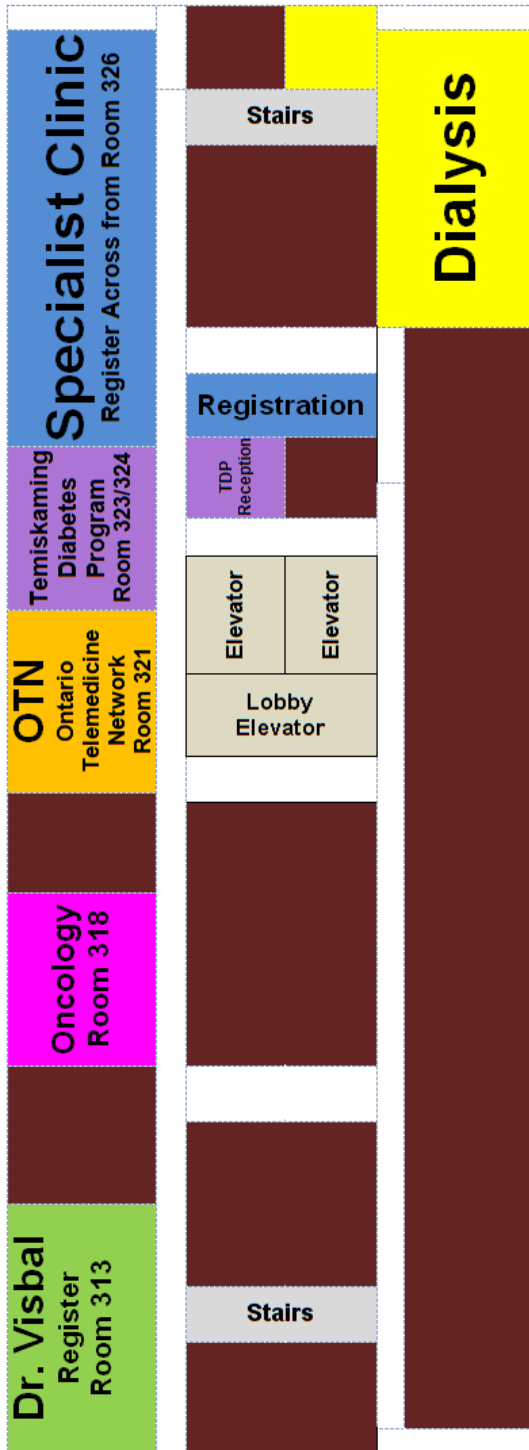 Specialist Clinic
Register Across from Room 326
Temiskaming
Diabetes
Program
Room 323/324
OTN
Ontario
Telemedicine
Network
Room 321
Oncology
Room 318
Dr. Visbal
Register
Room 313
Stairs
Registration
TDP
Reception
Elevator
Elevator
Lobby
Elevator
Stairs
Dialysis